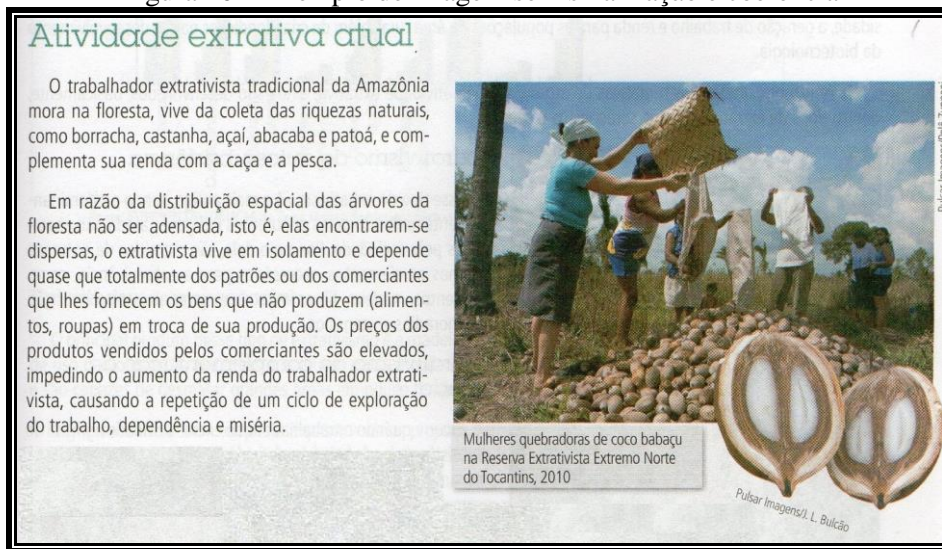 Atividade extrativa atual
O trabalhador extrativista tradicional da Amazônia
mora na floresta, vive da coleta das riquezas naturais,
como borracha, castanha, açaí, abacaba e patoá, e com-
plementa sua renda com a caça e a pesca.
Em razão da distribuição espacial das árvores da
floresta não ser adensada, isto é, elas encontrarem-se
dispersas, o extrativista vive em isolamento e depende
quase que totalmente dos patrões ou dos comerciantes
que lhes fornecem os bens que não produzem (alimen-
tos, roupas) em troca de sua produção. Os preços dos
produtos vendidos pelos comerciantes são elevados,
impedindo o aumento da renda do trabalhador extrati-
vista, causando a repetição de um ciclo de exploração
do trabalho, dependência e miséria.
Mulheres quebradoras de coco babaçu
na Reserva Extrativista Extremo Norte
do Tocantins, 2010
Pulsar Imagens/J. L. Bulcão